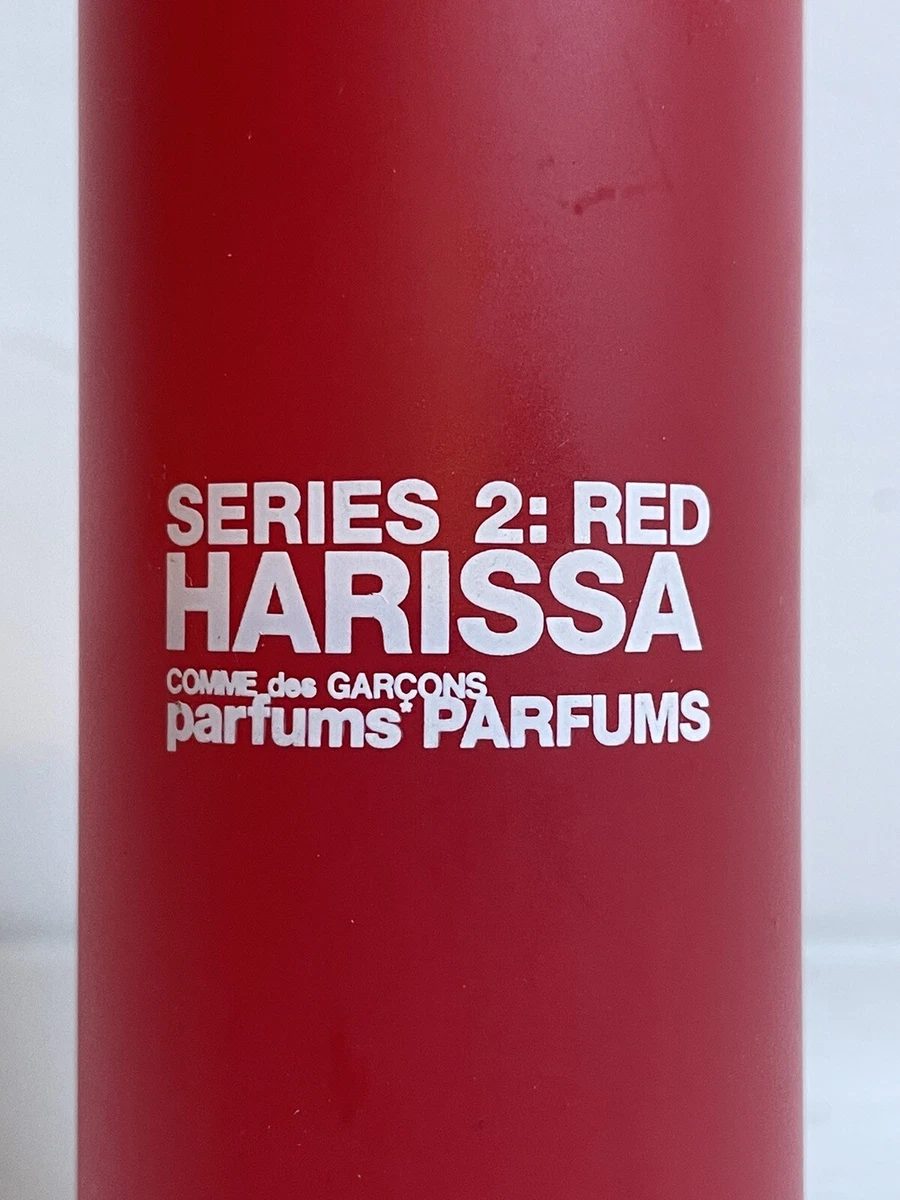 SERIES 2: RED
HARISSA
COMME des GARÇONS
parfums* PARFUMS